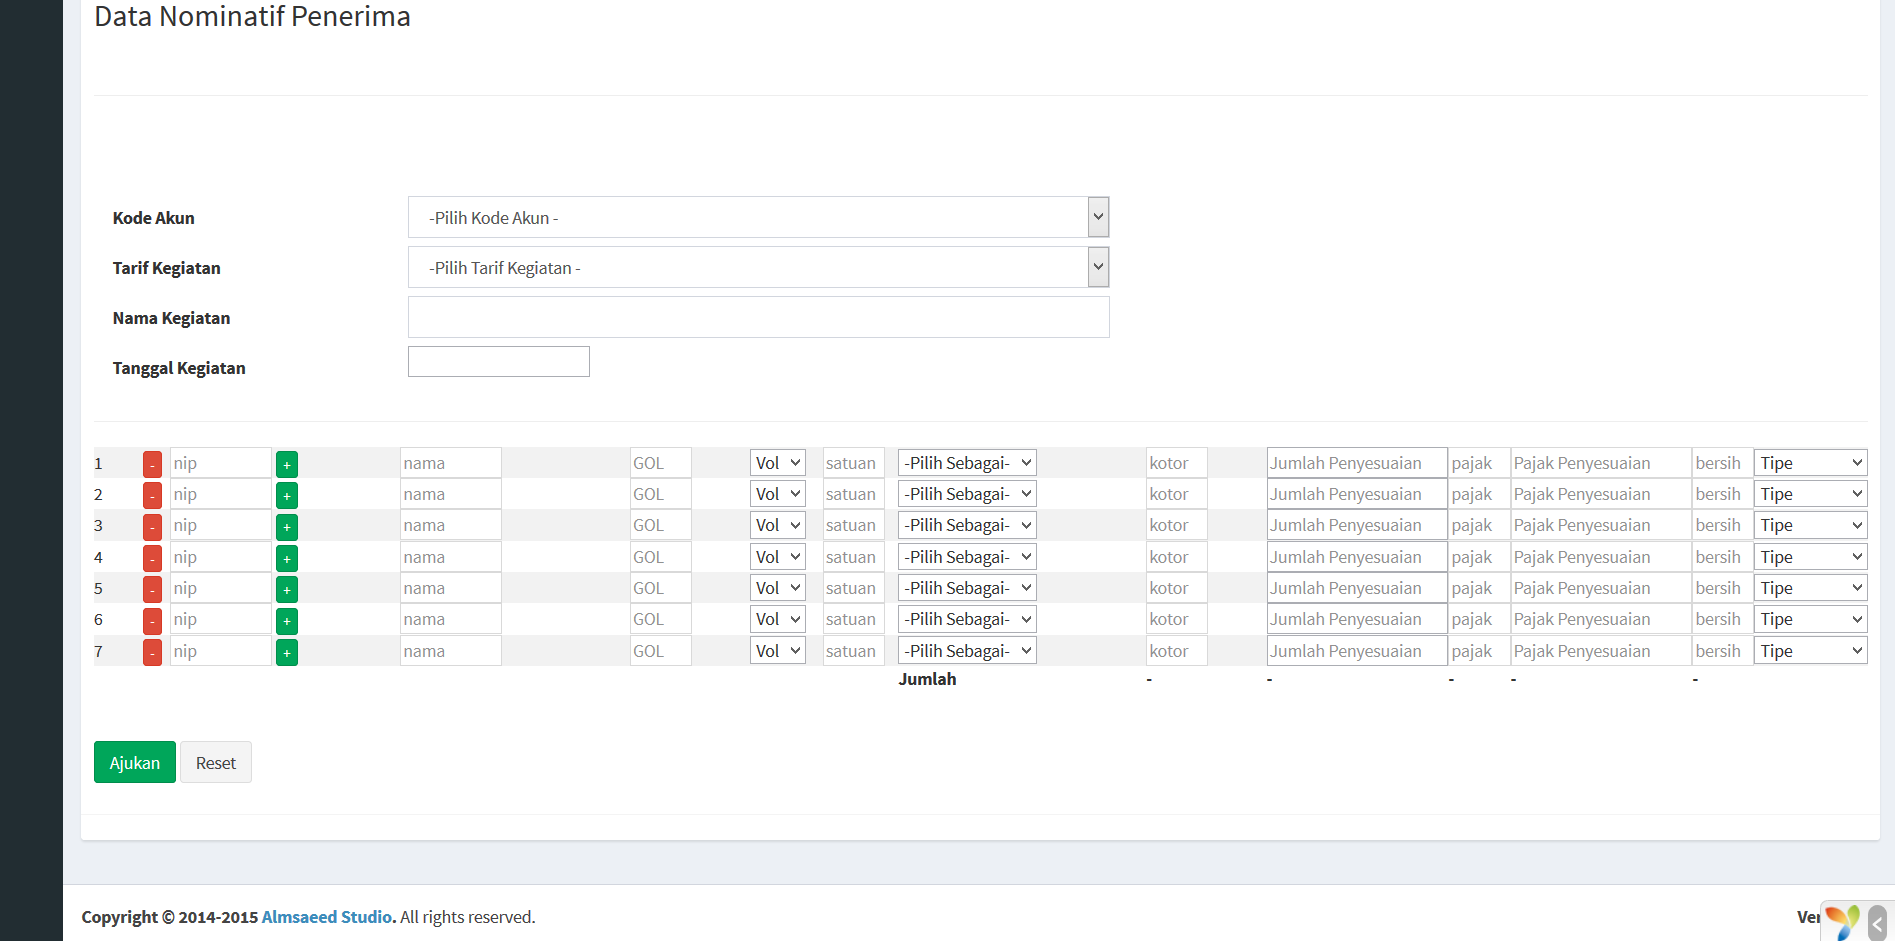 Data Nominatif Penerima
Kode Akun -Pilih Kode Akun -
Tarif Kegiatan -Pilih Tarif Kegiatan -
Nama Kegiatan
Tanggal Kegiatan
1 - nip + nama GOL Vol satuan -Pilih Sebagai- kotor Jumlah Penyesuaian pajak Pajak Penyesuaian bersih Tipe
2 - nip + nama GOL Vol satuan -Pilih Sebagai- kotor Jumlah Penyesuaian pajak Pajak Penyesuaian bersih Tipe
3 - nip + nama GOL Vol satuan -Pilih Sebagai- kotor Jumlah Penyesuaian pajak Pajak Penyesuaian bersih Tipe
4 - nip + nama GOL Vol satuan -Pilih Sebagai- kotor Jumlah Penyesuaian pajak Pajak Penyesuaian bersih Tipe
5 - nip + nama GOL Vol satuan -Pilih Sebagai- kotor Jumlah Penyesuaian pajak Pajak Penyesuaian bersih Tipe
6 - nip + nama GOL Vol satuan -Pilih Sebagai- kotor Jumlah Penyesuaian pajak Pajak Penyesuaian bersih Tipe
7 - nip + nama GOL Vol satuan -Pilih Sebagai- kotor Jumlah Penyesuaian pajak Pajak Penyesuaian bersih Tipe
Jumlah - - - - -
Ajukan Reset
Copyright © 2014-2015 Almsaeed Studio. All rights reserved.